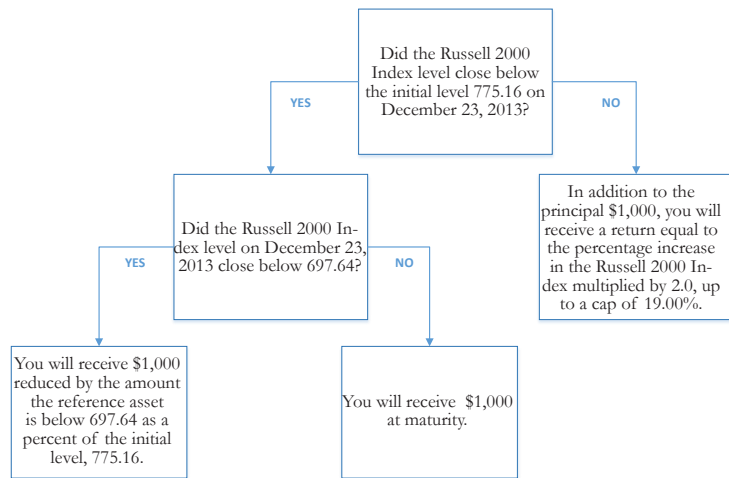 Did the Russell 2000
Index level close below
the initial level 775.16 on
December 23, 2013?
YES
NO
Did the Russell 2000 In-
dex level on December 23,
2013 close below 697.64?
In addition to the
principal $1,000, you will
receive a return equal to
the percentage increase
in the Russell 2000 In-
dex multiplied by 2.0, up
to a cap of 19.00%.
YES
NO
You will receive $1,000
reduced by the amount
the reference asset
is below 697.64 as a
percent of the initial
level, 775.16.
You will receive $1,000
at maturity.